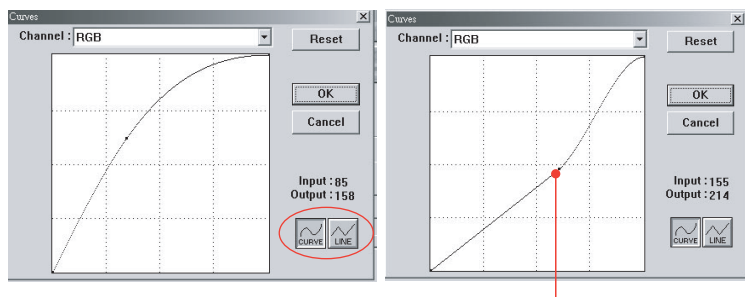 Curves
Channel : RGB
Reset
OK
Cancel
Input : 85
Output : 158
CURVE
LINE
Curves
Channel : RGB
Reset
OK
Cancel
Input : 155
Output : 214
CURVE
LINE